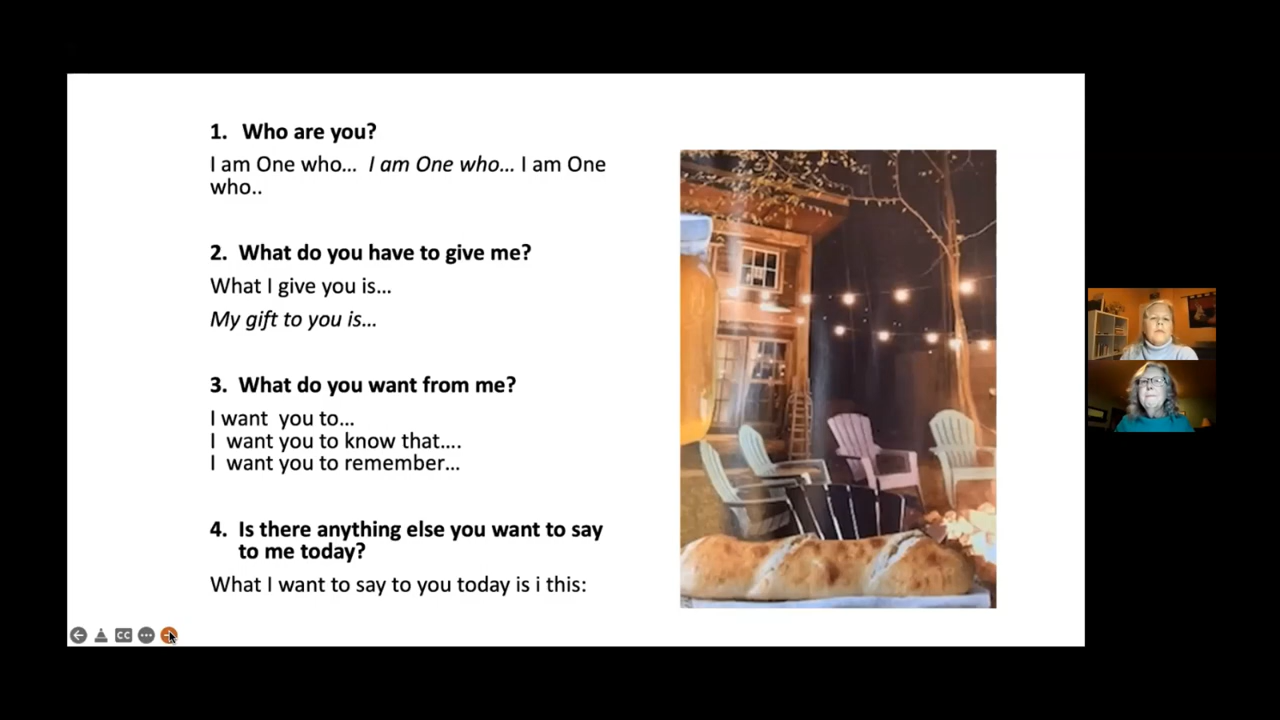 1. Who are you?
I am One who... I am One who... I am One
who..
2. What do you have to give me?
What I give you is...
My gift to you is...
3. What do you want from me?
I want you to...
I want you to know that....
I want you to remember...
4. Is there anything else you want to say
to me today?
What I want to say to you today is i this:
CC